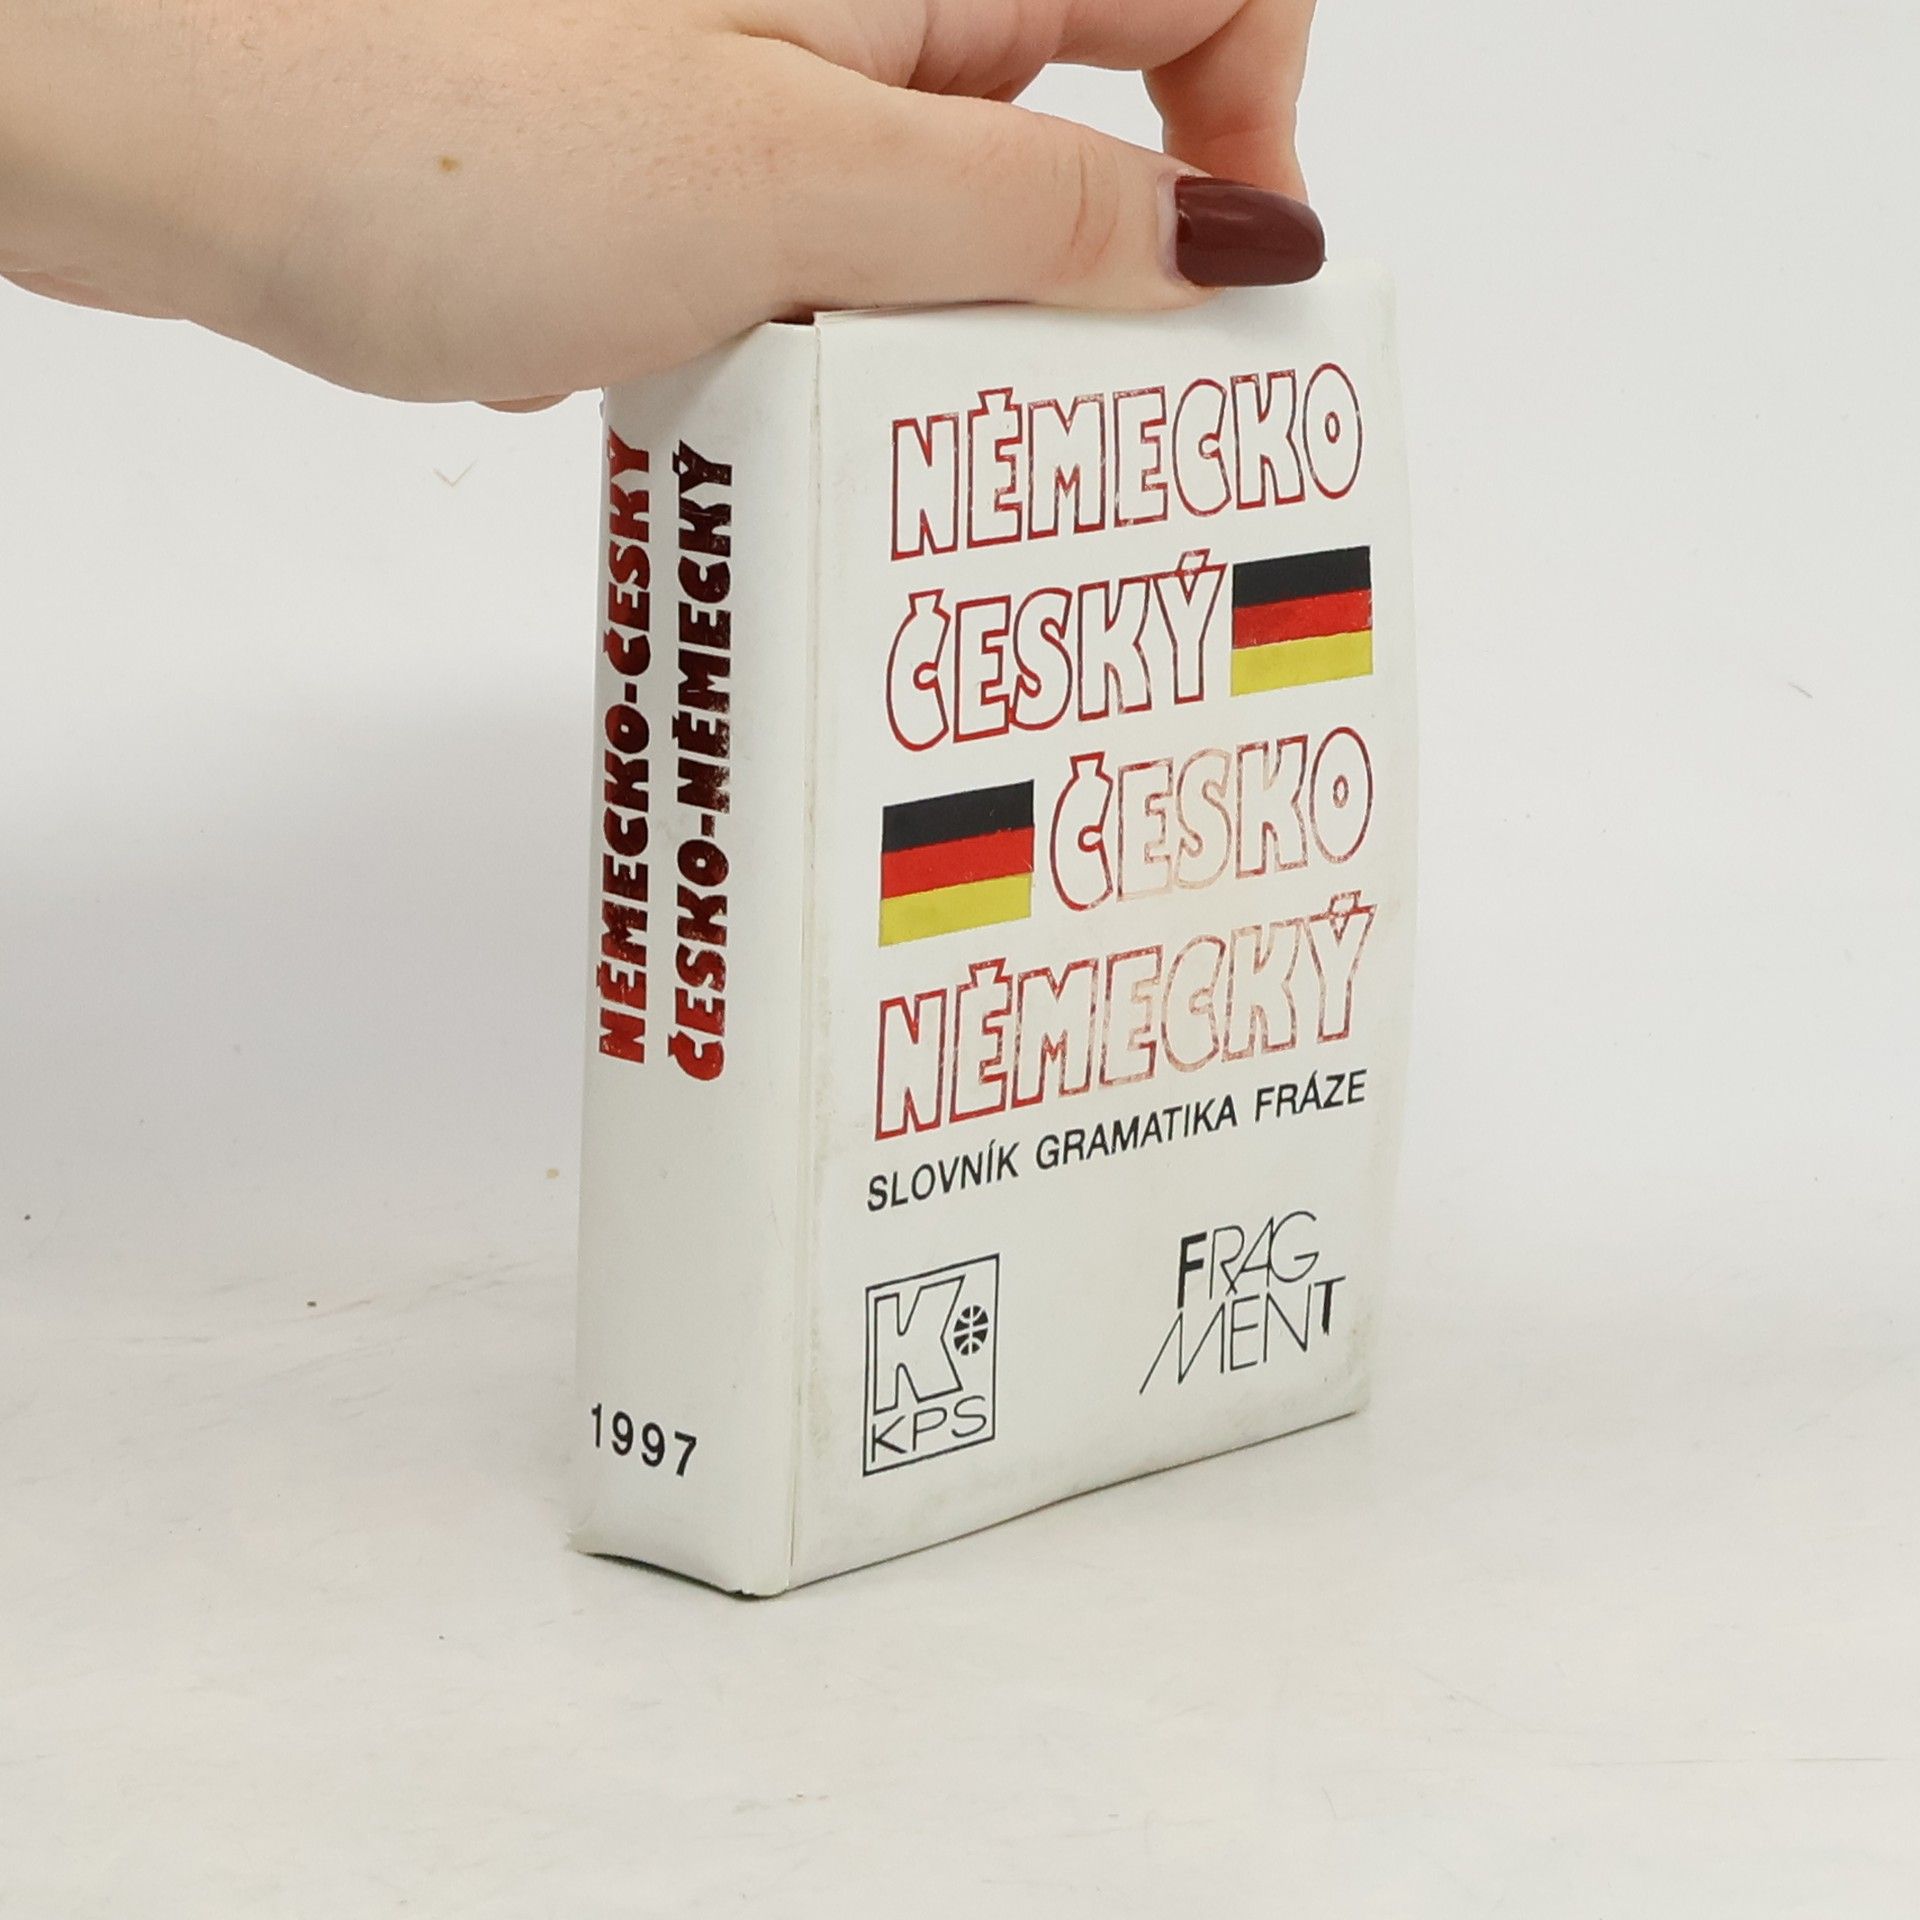 NĚMECKO-ČESKÝ
ČESKO-NĚMECKÝ
1997
NĚMECKO
ČESKÝ
ČESKO
NĚMECKÝ
SLOVNÍK GRAMATIKA FRÁZE
K
KPS
FRAG
MENT